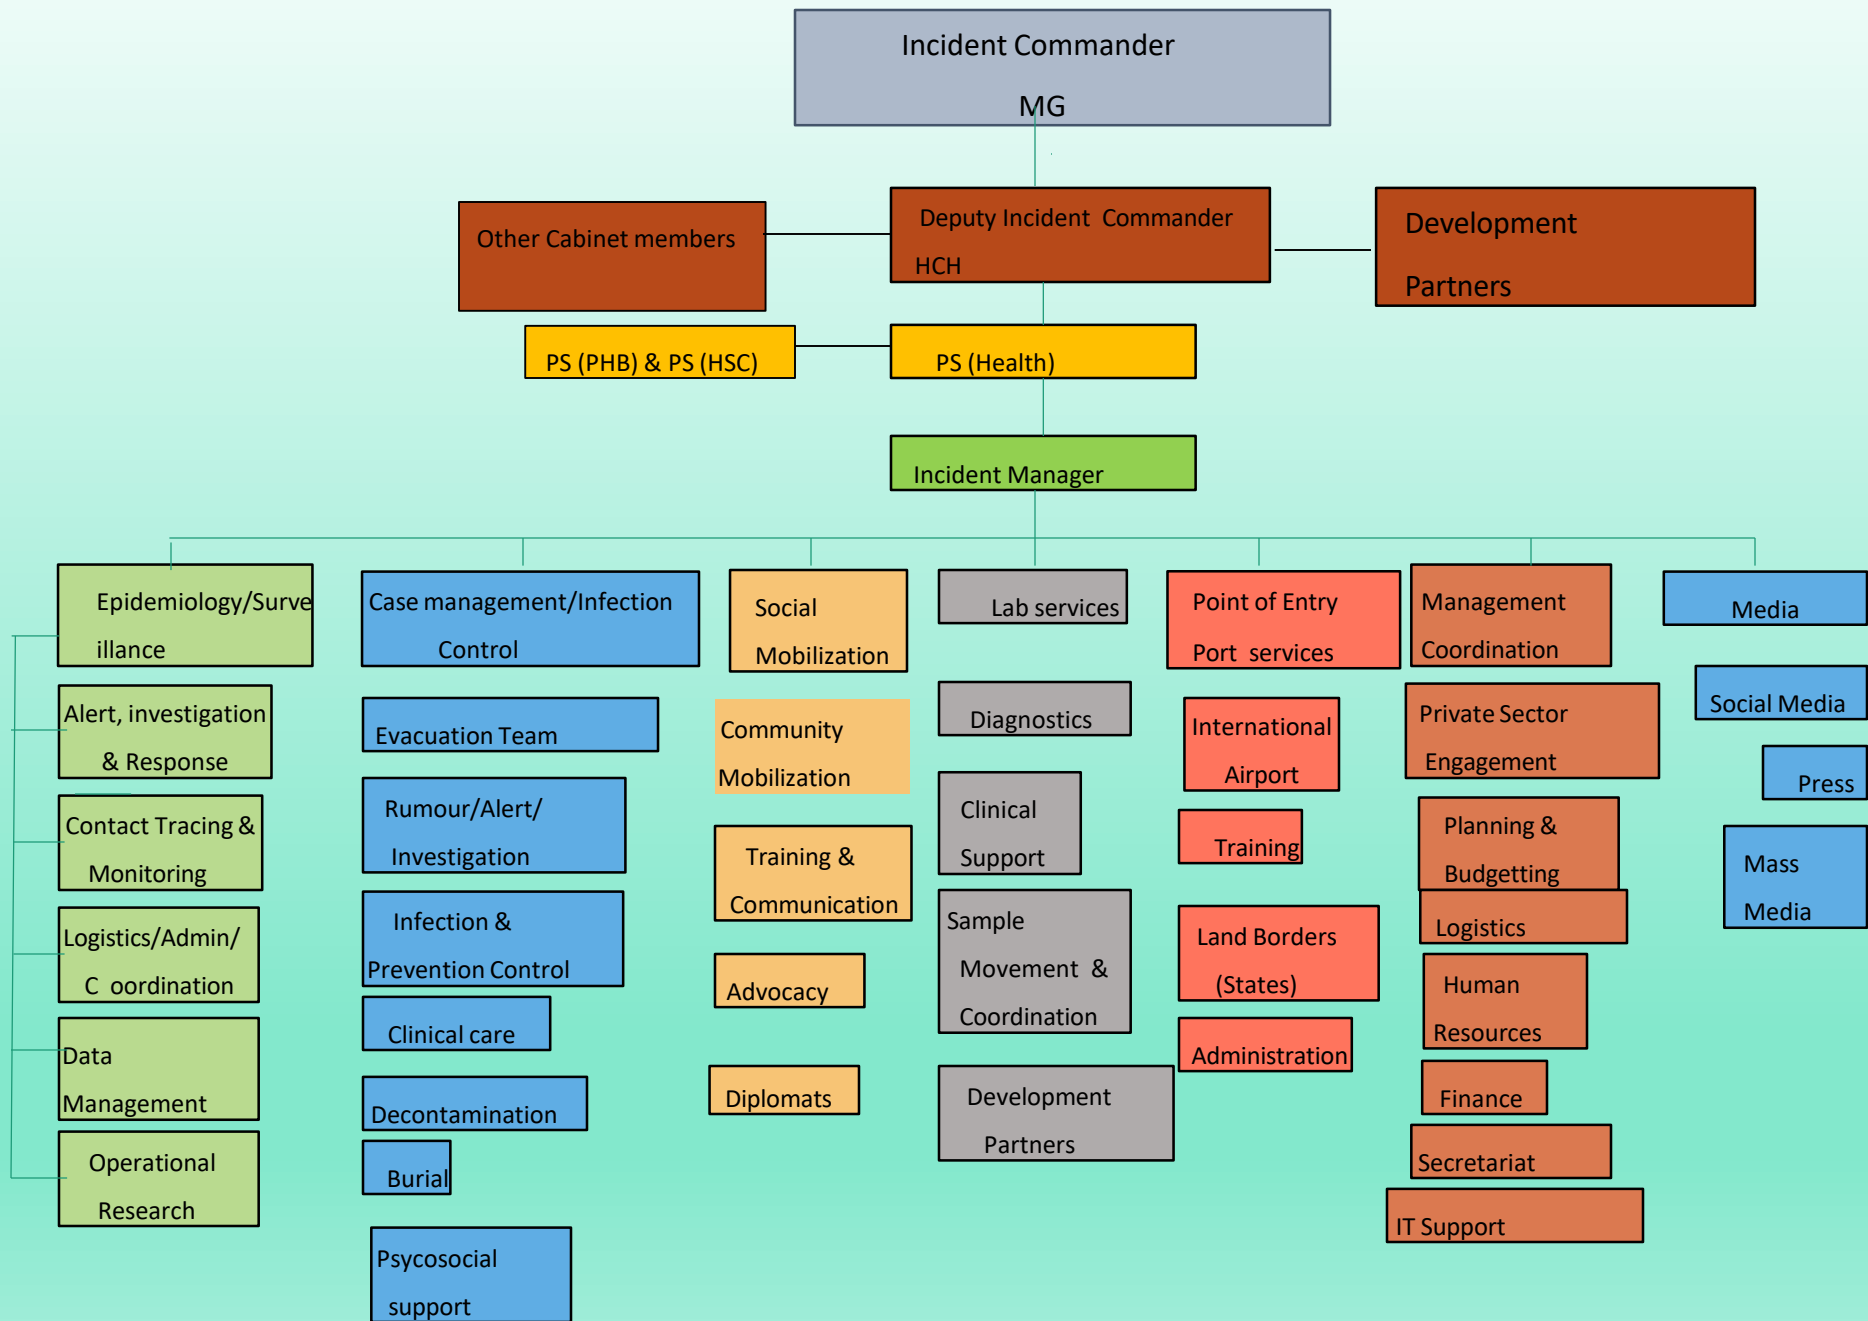 Incident Commander
MG
Other Cabinet members
Deputy Incident Commander
HCH
Development
Partners
PS (PHB) & PS (HSC)
PS (Health)
Incident Manager
Epidemiology/Surve
illance
Alert, investigation
& Response
Contact Tracing &
Monitoring
Logistics/Admin/
C oordination
Data
Management
Operational
Research
Case management/Infection
Control
Evacuation Team
Rumour/Alert/
Investigation
Infection &
Prevention Control
Clinical care
Decontamination
Burial
Psycosocial
support
Social
Mobilization
Community
Mobilization
Training &
Communication
Advocacy
Diplomats
Lab services
Diagnostics
Clinical
Support
Sample
Movement &
Coordination
Development
Partners
Point of Entry
Port services
International
Airport
Training
Land Borders
(States)
Administration
Management
Coordination
Private Sector
Engagement
Planning &
Budgetting
Logistics
Human
Resources
Finance
Secretariat
IT Support
Media
Social Media
Press
Mass
Media